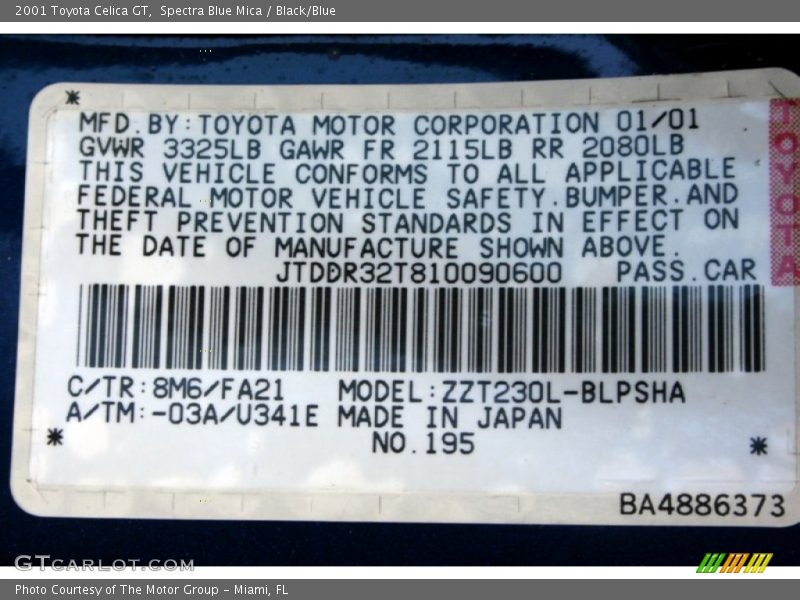 2001 Toyota Celica GT,  Spectra Blue Mica / Black/Blue
MFD.BY:TOYOTA MOTOR CORPORATION 01/01
GVWR 3325LB GAWR FR 2115LB RR 2080LB
THIS VEHICLE CONFORMS TO ALL APPLICABLE
FEDERAL MOTOR VEHICLE SAFETY.BUMPER.AND
THEFT PREVENTION STANDARDS IN EFFECT ON
THE DATE OF MANUFACTURE SHOWN ABOVE.
JTDDR32T810090600 PASS.CAR
TOYOTA
C/TR:8M6/FA21 MODEL:ZZT230L-BLPSHA
A/TM:-03A/U341E MADE IN JAPAN
NO.195
BA4886373
GTCARLOT.COM
Photo Courtesy of The Motor Group - Miami, FL